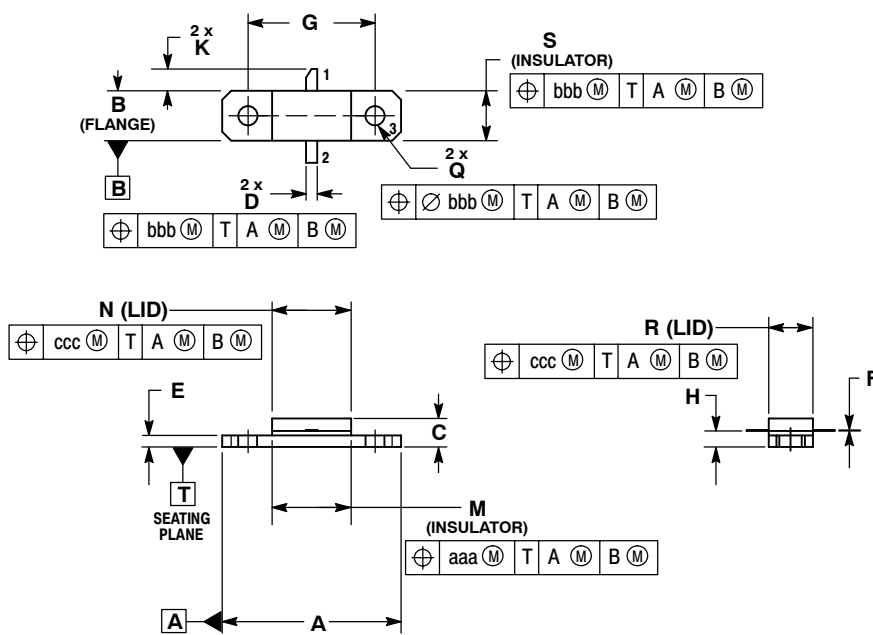 G
2 x
K
1
S
(INSULATOR)
⌖ bbb Ⓜ T A Ⓜ B Ⓜ
B
(FLANGE)
3
2
2 x
Q
B
2 x
D
⌖ ∅ bbb Ⓜ T A Ⓜ B Ⓜ
⌖ bbb Ⓜ T A Ⓜ B Ⓜ
N (LID)
R (LID)
⌖ ccc Ⓜ T A Ⓜ B Ⓜ
⌖ ccc Ⓜ T A Ⓜ B Ⓜ
E
H
F
C
T
SEATING
PLANE
M
(INSULATOR)
⌖ aaa Ⓜ T A Ⓜ B Ⓜ
A
A